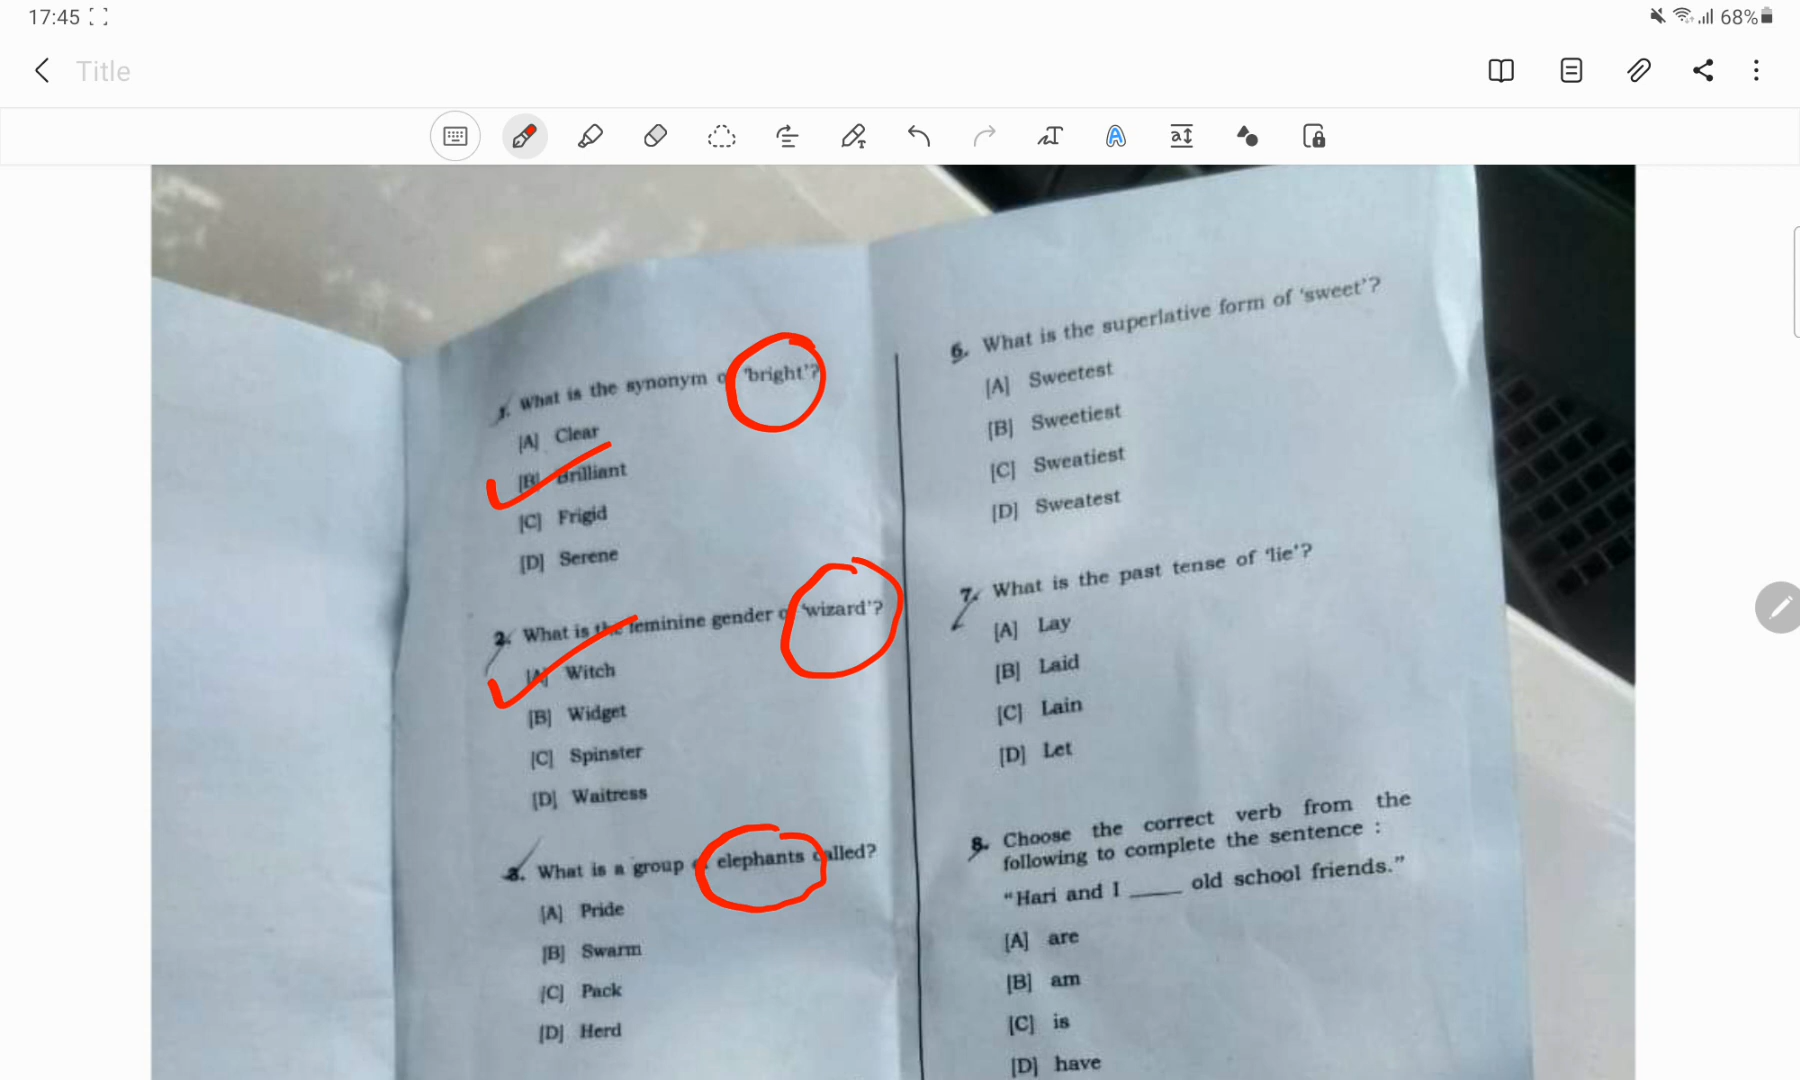 17:45
68%
Title
1. What is the synonym of 'bright'?
[A] Clear
[B] Brilliant
[C] Frigid
[D] Serene
2. What is the feminine gender of 'wizard'?
[A] Witch
[B] Widget
[C] Spinster
[D] Waitress
3. What is a group of elephants called?
[A] Pride
[B] Swarm
[C] Pack
[D] Herd
6. What is the superlative form of 'sweet'?
[A] Sweetest
[B] Sweetiest
[C] Sweatiest
[D] Sweatest
7. What is the past tense of 'lie'?
[A] Lay
[B] Laid
[C] Lain
[D] Let
8. Choose the correct verb from the
following to complete the sentence :
"Hari and I ____ old school friends."
[A] are
[B] am
[C] is
[D] have